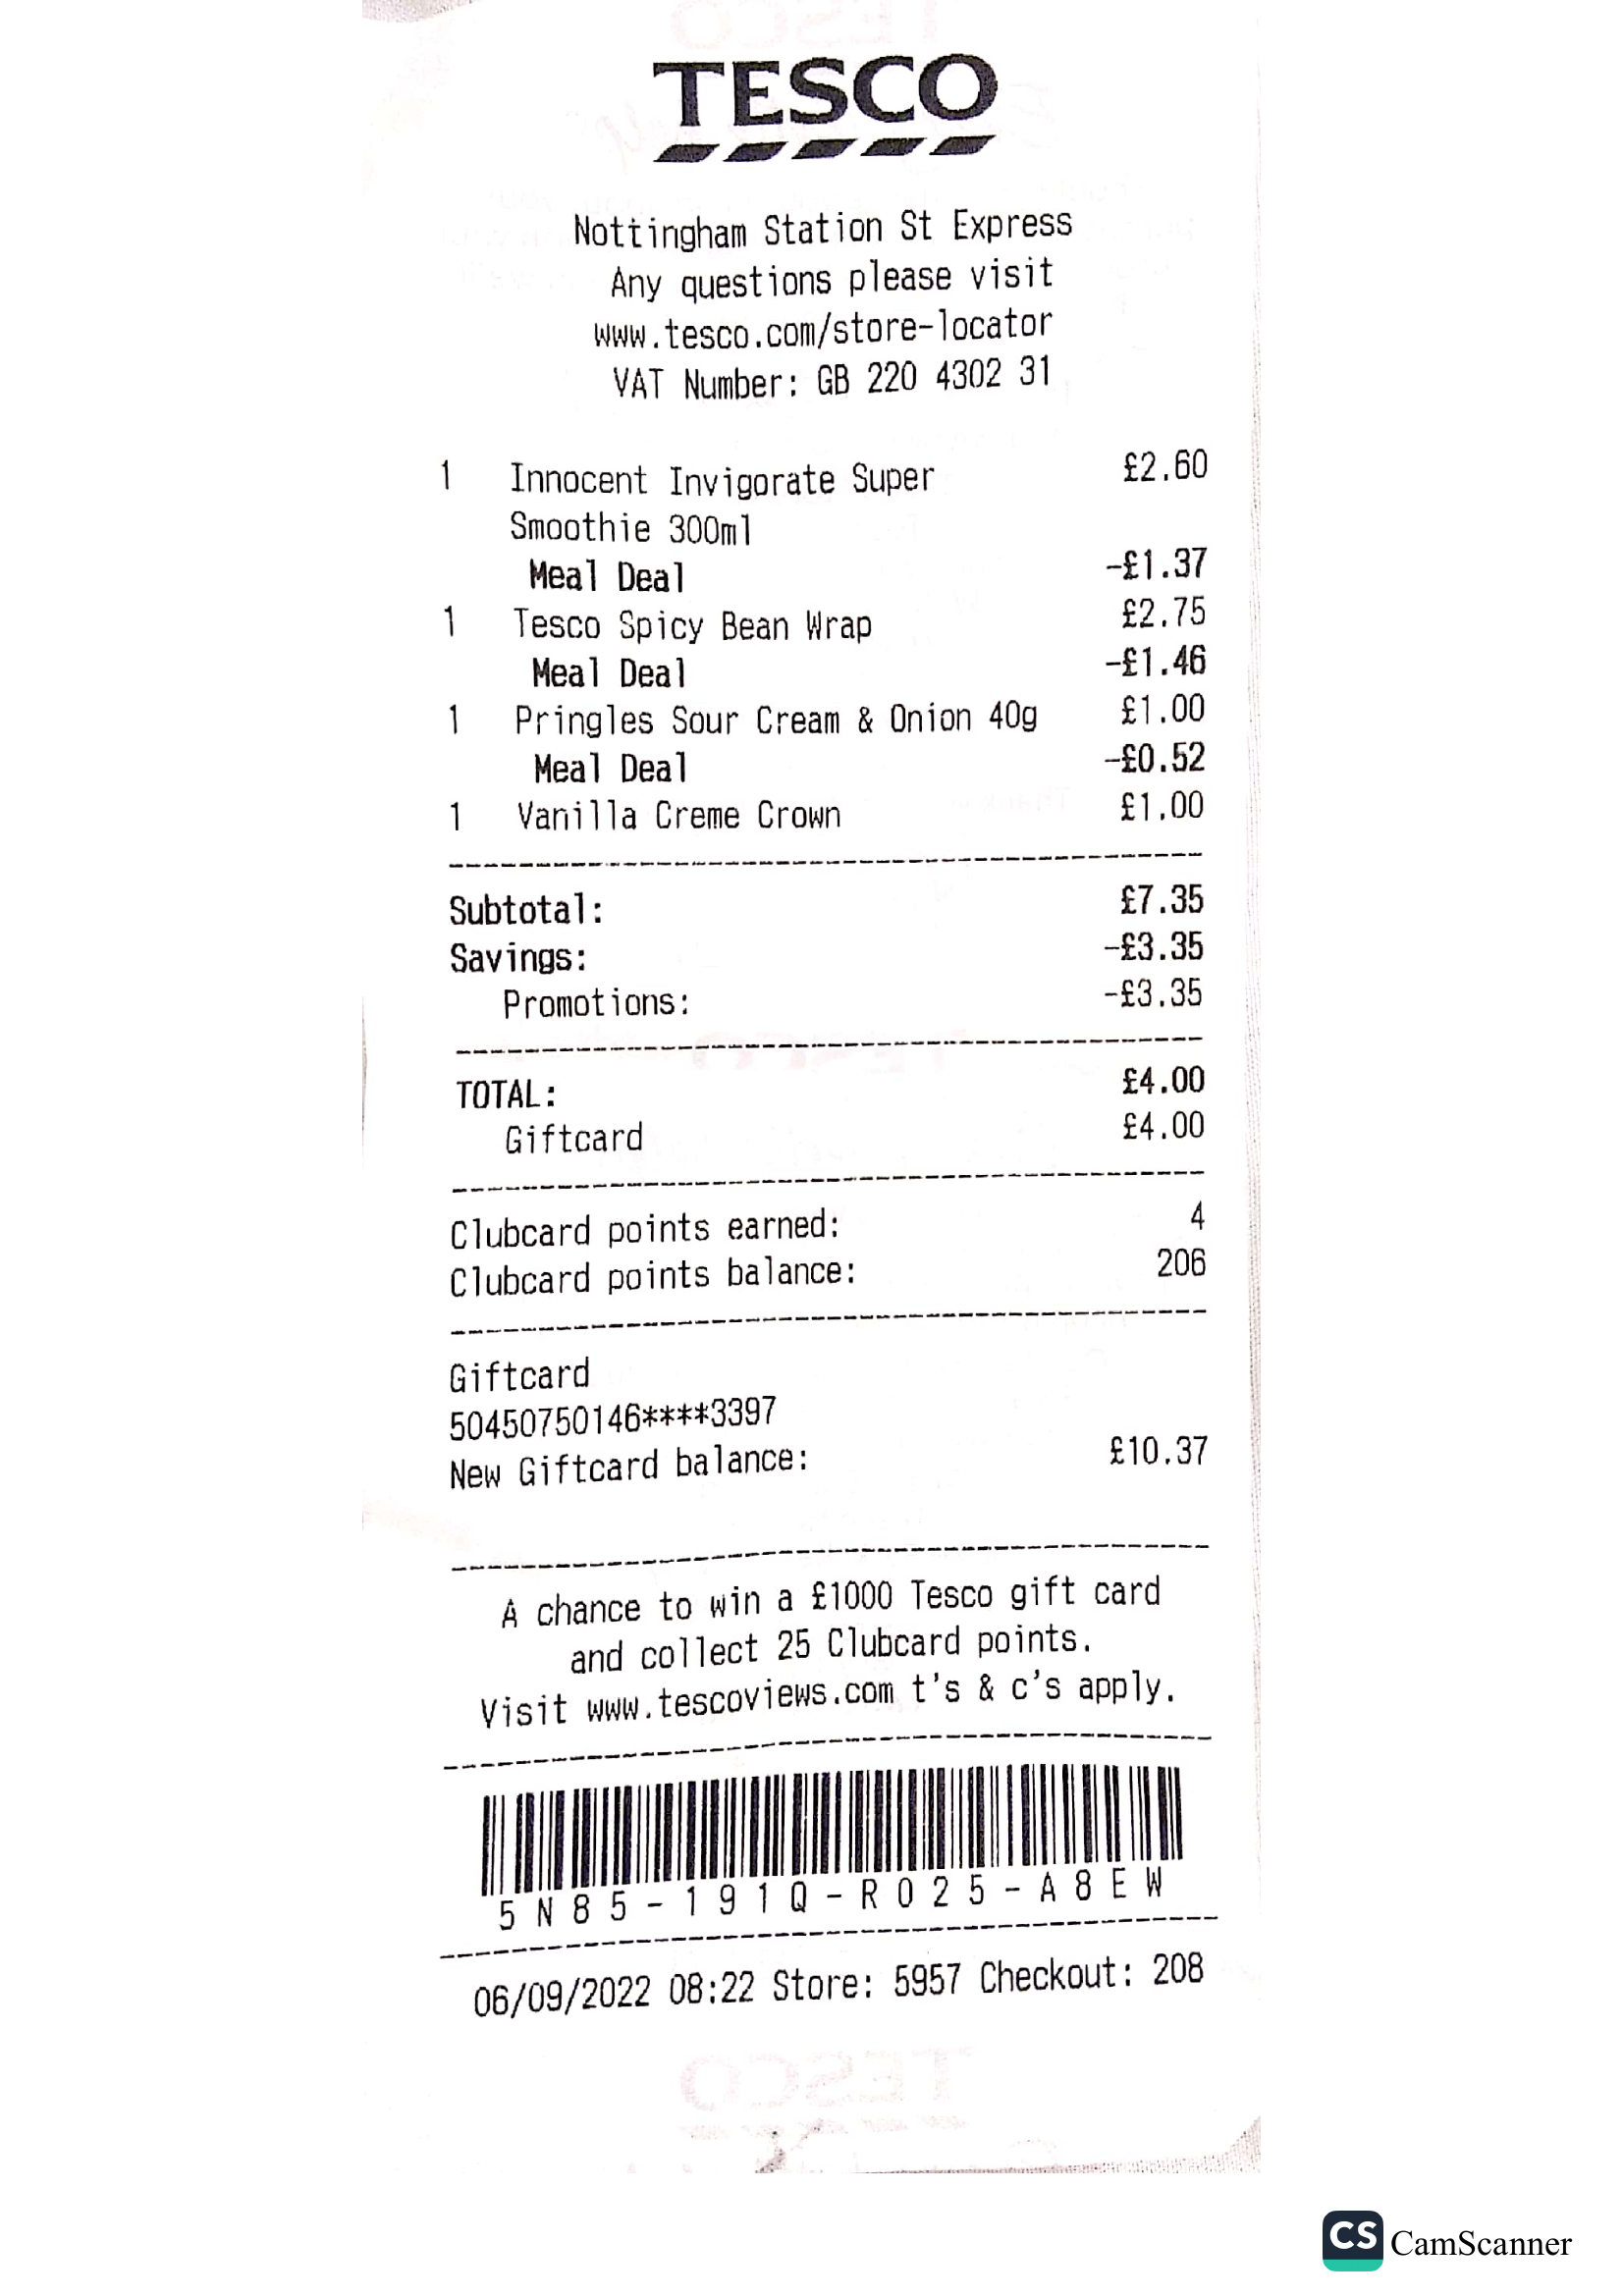 TESCO
Nottingham Station St Express
Any questions please visit
www.tesco.com/store-locator
VAT Number: GB 220 4302 31
1 Innocent Invigorate Super £2.60
Smoothie 300ml
Meal Deal -£1.37
1 Tesco Spicy Bean Wrap £2.75
Meal Deal -£1.46
1 Pringles Sour Cream & Onion 40g £1.00
Meal Deal -£0.52
1 Vanilla Creme Crown £1.00
Subtotal: £7.35
Savings: -£3.35
Promotions: -£3.35
TOTAL: £4.00
Giftcard £4.00
Clubcard points earned: 4
Clubcard points balance: 206
Giftcard
50450750146****3397
New Giftcard balance: £10.37
A chance to win a £1000 Tesco gift card
and collect 25 Clubcard points.
Visit www.tescoviews.com t's & c's apply.
5N85-191Q-R025-A8EW
06/09/2022 08:22 Store: 5957 Checkout: 208
TESCO
CS CamScanner